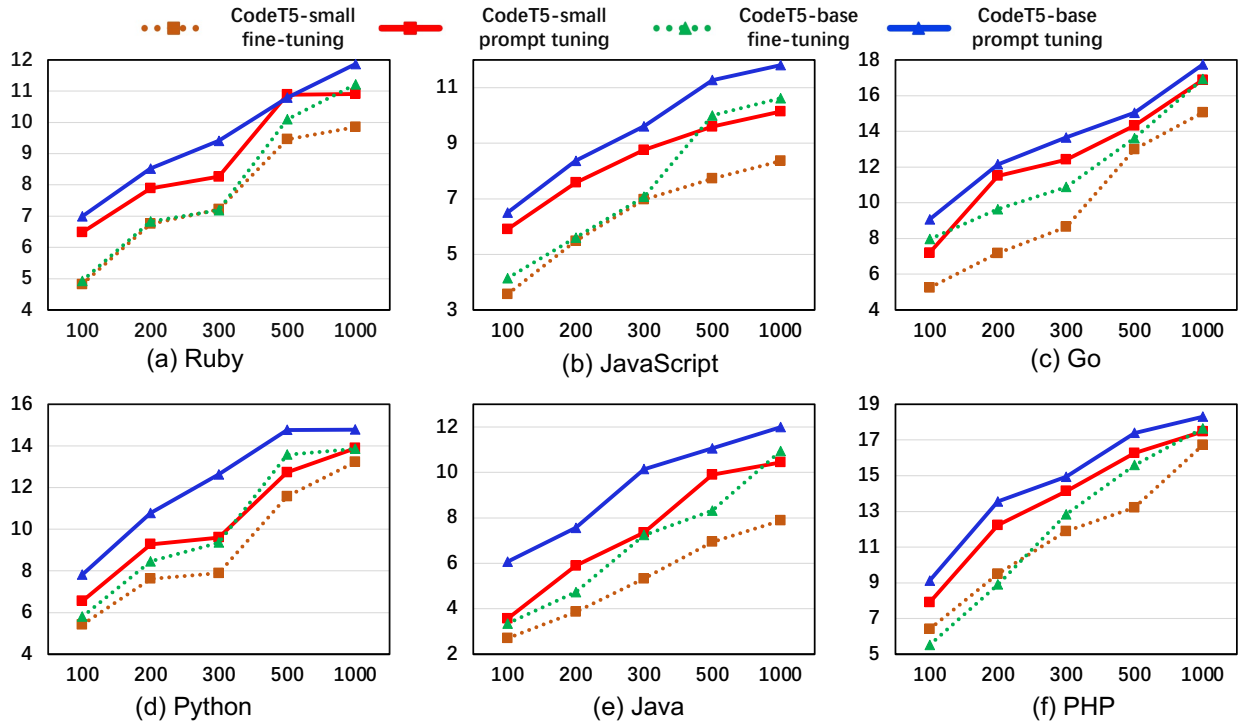 CodeT5-small fine-tuning
CodeT5-small prompt tuning
CodeT5-base fine-tuning
CodeT5-base prompt tuning
12
11
10
9
8
7
6
5
4
100 200 300 500 1000
(a) Ruby
11
9
7
5
3
100 200 300 500 1000
(b) JavaScript
18
16
14
12
10
8
6
4
100 200 300 500 1000
(c) Go
16
14
12
10
8
6
4
100 200 300 500 1000
(d) Python
12
10
8
6
4
2
100 200 300 500 1000
(e) Java
19
17
15
13
11
9
7
5
100 200 300 500 1000
(f) PHP